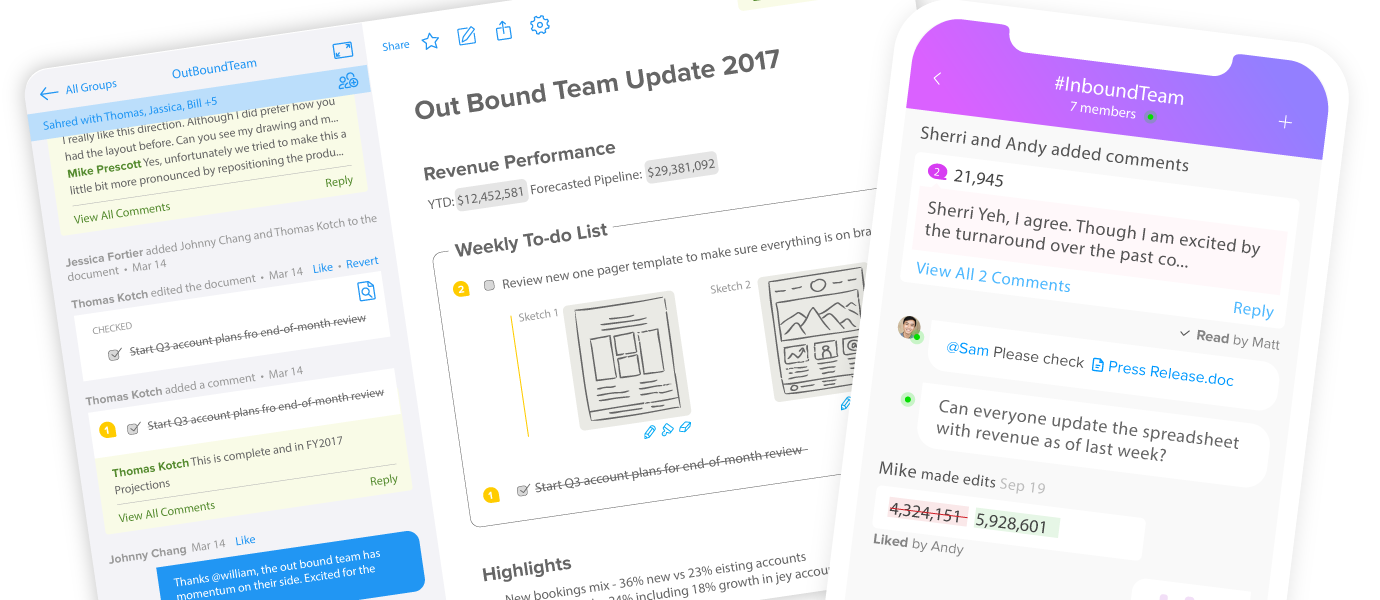 All Groups
OutBoundTeam
Sahred with Thomas, Jassica, Bill +5
I really like this direction. Although I did prefer how you
had the layout before. Can you see my drawing and m...
Mike Prescott Yes, unfortunately we tried to make this a
little bit more pronounced by repositioning the produ...
Reply
View All Comments
Jessica Fortier added Johnny Chang and Thomas Kotch to the
document • Mar 14
Thomas Kotch edited the document • Mar 14 Like • Revert
CHECKED
Start Q3 account plans fro end-of-month review
Thomas Kotch added a comment • Mar 14
1 Start Q3 account plans fro end-of-month review
Thomas Kotch This is complete and in FY2017
Projections
Reply
View All Comments
Johnny Chang Mar 14 Like
Thanks @william, the out bound team has
momentum on their side. Excited for the
Share
Out Bound Team Update 2017
Revenue Performance
YTD: $12,452,581 Forecasted Pipeline: $29,381,092
Weekly To-do List
2 Review new one pager template to make sure everything is on bra
Sketch 1
Sketch 2
1 Start Q3 account plans for end-of-month review
Highlights
New bookings mix - 36% new vs 23% eisting accounts
24% including 18% growth in jey accou
#InboundTeam
7 members
Sherri and Andy added comments
2 21,945
Sherri Yeh, I agree. Though I am excited by
the turnaround over the past co...
View All 2 Comments
Reply
Read by Matt
@Sam Please check Press Release.doc
Can everyone update the spreadsheet
with revenue as of last week?
Mike made edits Sep 19
4,324,151 5,928,601
Liked by Andy